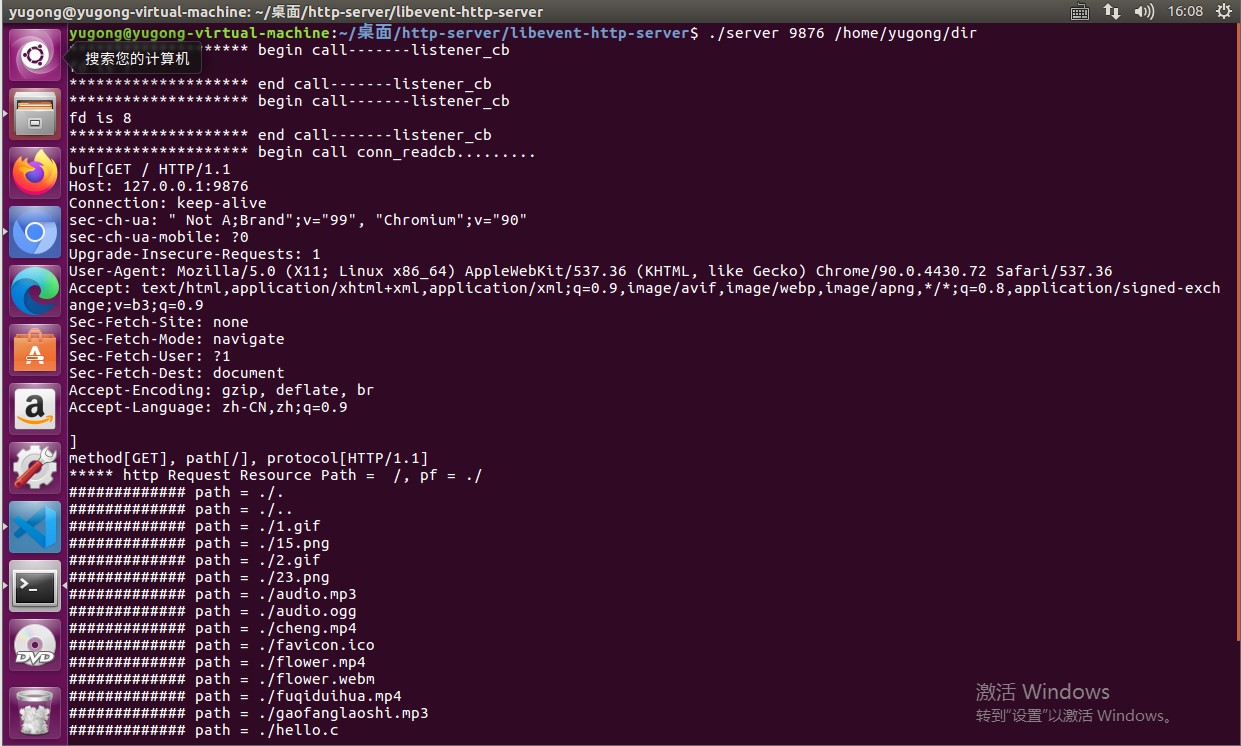 yugong@yugong-virtual-machine: ~/桌面/http-server/libevent-http-server
16:08
yugong@yugong-virtual-machine:~/桌面/http-server/libevent-http-server$ ./server 9876 /home/yugong/dir
***** begin call-------listener_cb
搜索您的计算机
******************** end call-------listener_cb
******************** begin call-------listener_cb
fd is 8
******************** end call-------listener_cb
******************** begin call conn_readcb.........
buf[GET / HTTP/1.1
Host: 127.0.0.1:9876
Connection: keep-alive
sec-ch-ua: " Not A;Brand";v="99", "Chromium";v="90"
sec-ch-ua-mobile: ?0
Upgrade-Insecure-Requests: 1
User-Agent: Mozilla/5.0 (X11; Linux x86_64) AppleWebKit/537.36 (KHTML, like Gecko) Chrome/90.0.4430.72 Safari/537.36
Accept: text/html,application/xhtml+xml,application/xml;q=0.9,image/avif,image/webp,image/apng,*/*;q=0.8,application/signed-exch
ange;v=b3;q=0.9
Sec-Fetch-Site: none
Sec-Fetch-Mode: navigate
Sec-Fetch-User: ?1
Sec-Fetch-Dest: document
Accept-Encoding: gzip, deflate, br
Accept-Language: zh-CN,zh;q=0.9
]
method[GET], path[/], protocol[HTTP/1.1]
***** http Request Resource Path =  /, pf = ./
############# path = ./.
############# path = ./..
############# path = ./1.gif
############# path = ./15.png
############# path = ./2.gif
############# path = ./23.png
############# path = ./audio.mp3
############# path = ./audio.ogg
############# path = ./cheng.mp4
############# path = ./favicon.ico
############# path = ./flower.mp4
############# path = ./flower.webm
############# path = ./fuqiduihua.mp4
############# path = ./gaofanglaoshi.mp3
############# path = ./hello.c
DVD
激活 Windows
转到"设置"以激活 Windows。